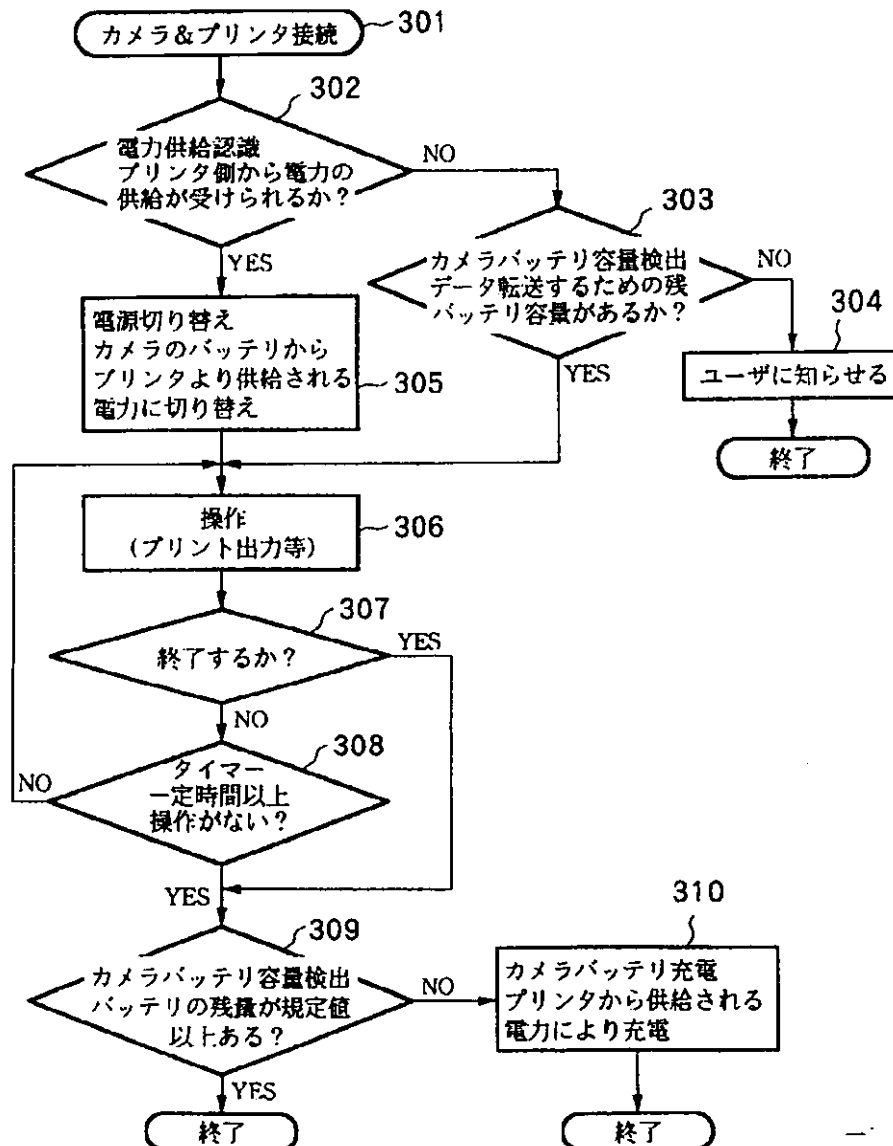 カメラ&プリンタ接続
301
302
電力供給認識
プリンタ側から電力の
供給が受けられるか?
NO
YES
303
カメラバッテリ容量検出
データ転送するための残
バッテリ容量があるか?
NO
YES
304
ユーザに知らせる
終了
電源切り替え
カメラのバッテリから
プリンタより供給される
電力に切り替え
305
操作
(プリント出力等)
306
307
終了するか?
YES
NO
308
タイマー
一定時間以上
操作がない?
NO
YES
309
カメラバッテリ容量検出
バッテリの残量が規定値
以上ある?
NO
YES
310
カメラバッテリ充電
プリンタから供給される
電力により充電
終了
終了